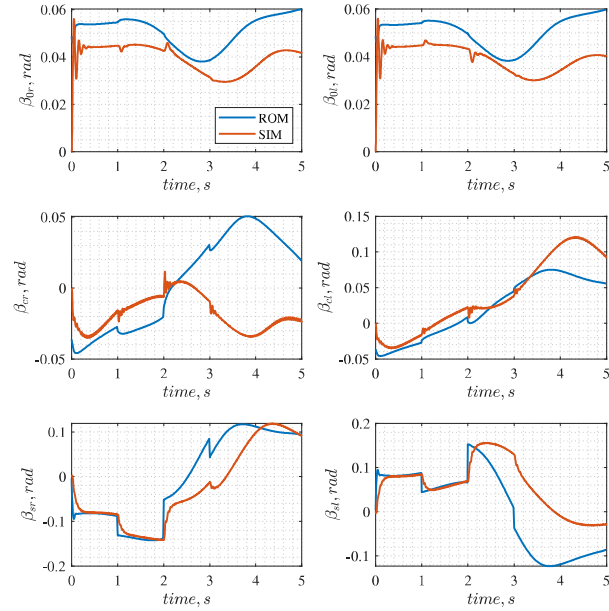 0.06
0.04
0.02
0
β0r, rad
ROM
SIM
0 1 2 3 4 5
time, s
0.06
0.04
0.02
0
β0l, rad
0 1 2 3 4 5
time, s
0.05
0
-0.05
βcr, rad
0 1 2 3 4 5
time, s
0.15
0.1
0.05
0
-0.05
βcl, rad
0 1 2 3 4 5
time, s
0.1
0
-0.1
-0.2
βsr, rad
0 1 2 3 4 5
time, s
0.2
0.1
0
-0.1
βsl, rad
0 1 2 3 4 5
time, s